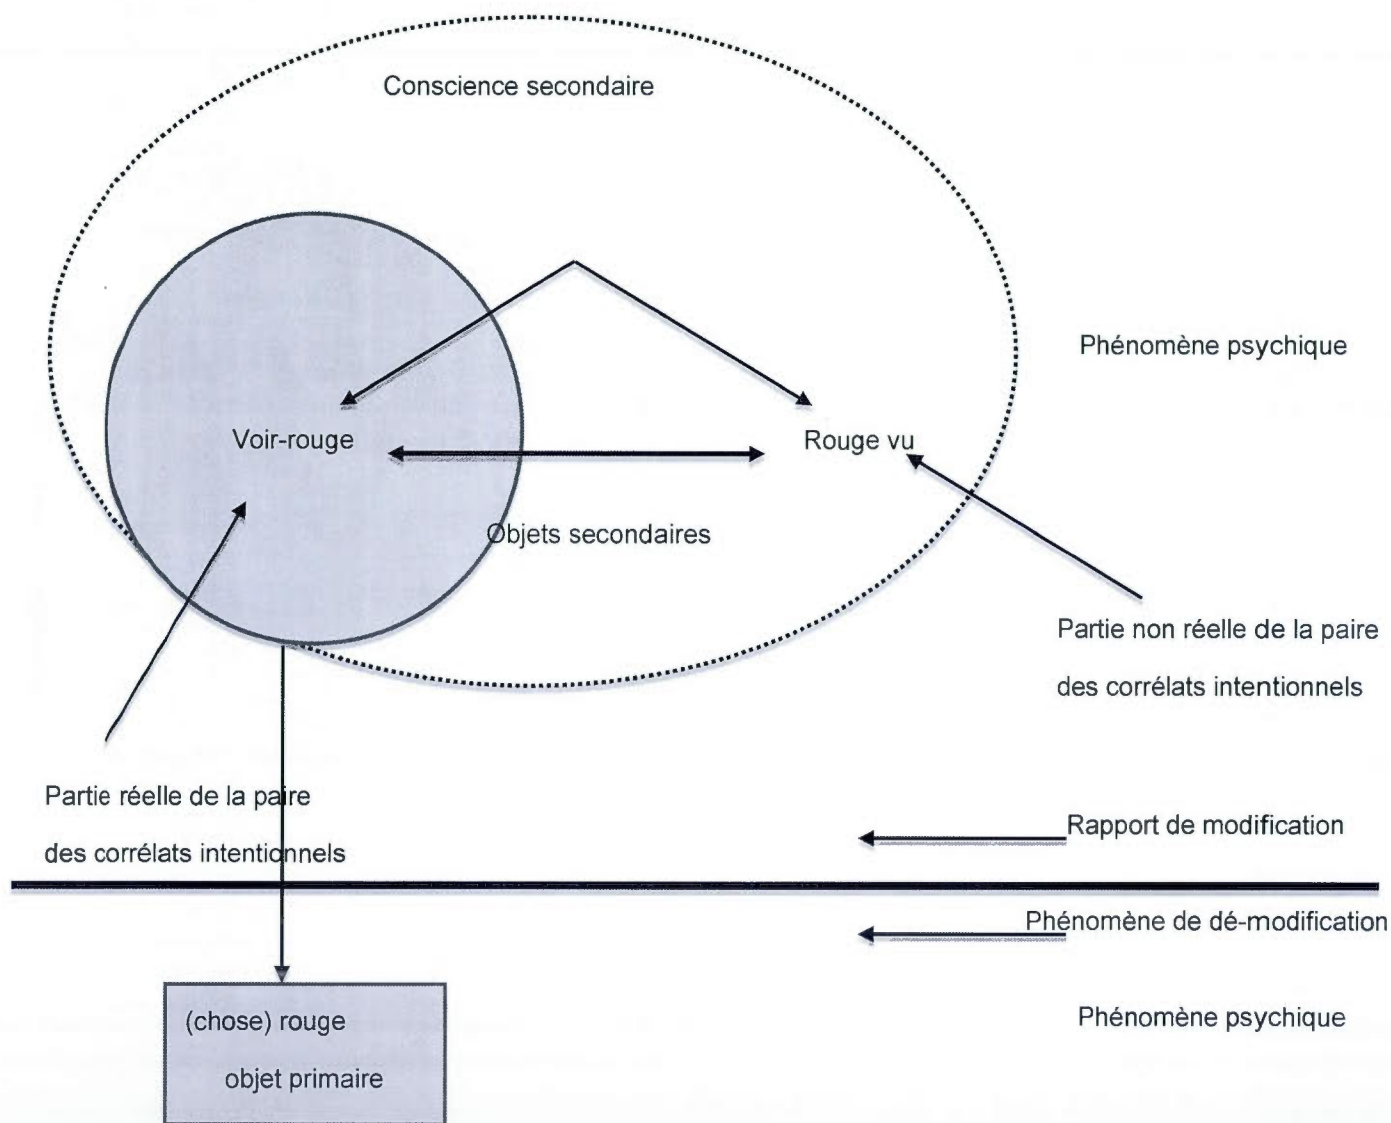 Conscience secondaire
Phénomène psychique
Voir-rouge
Rouge vu
Objets secondaires
Partie non réelle de la paire
des corrélats intentionnels
Partie réelle de la paire
des corrélats intentionnels
Rapport de modification
Phénomène de dé-modification
(chose) rouge
objet primaire
Phénomène psychique